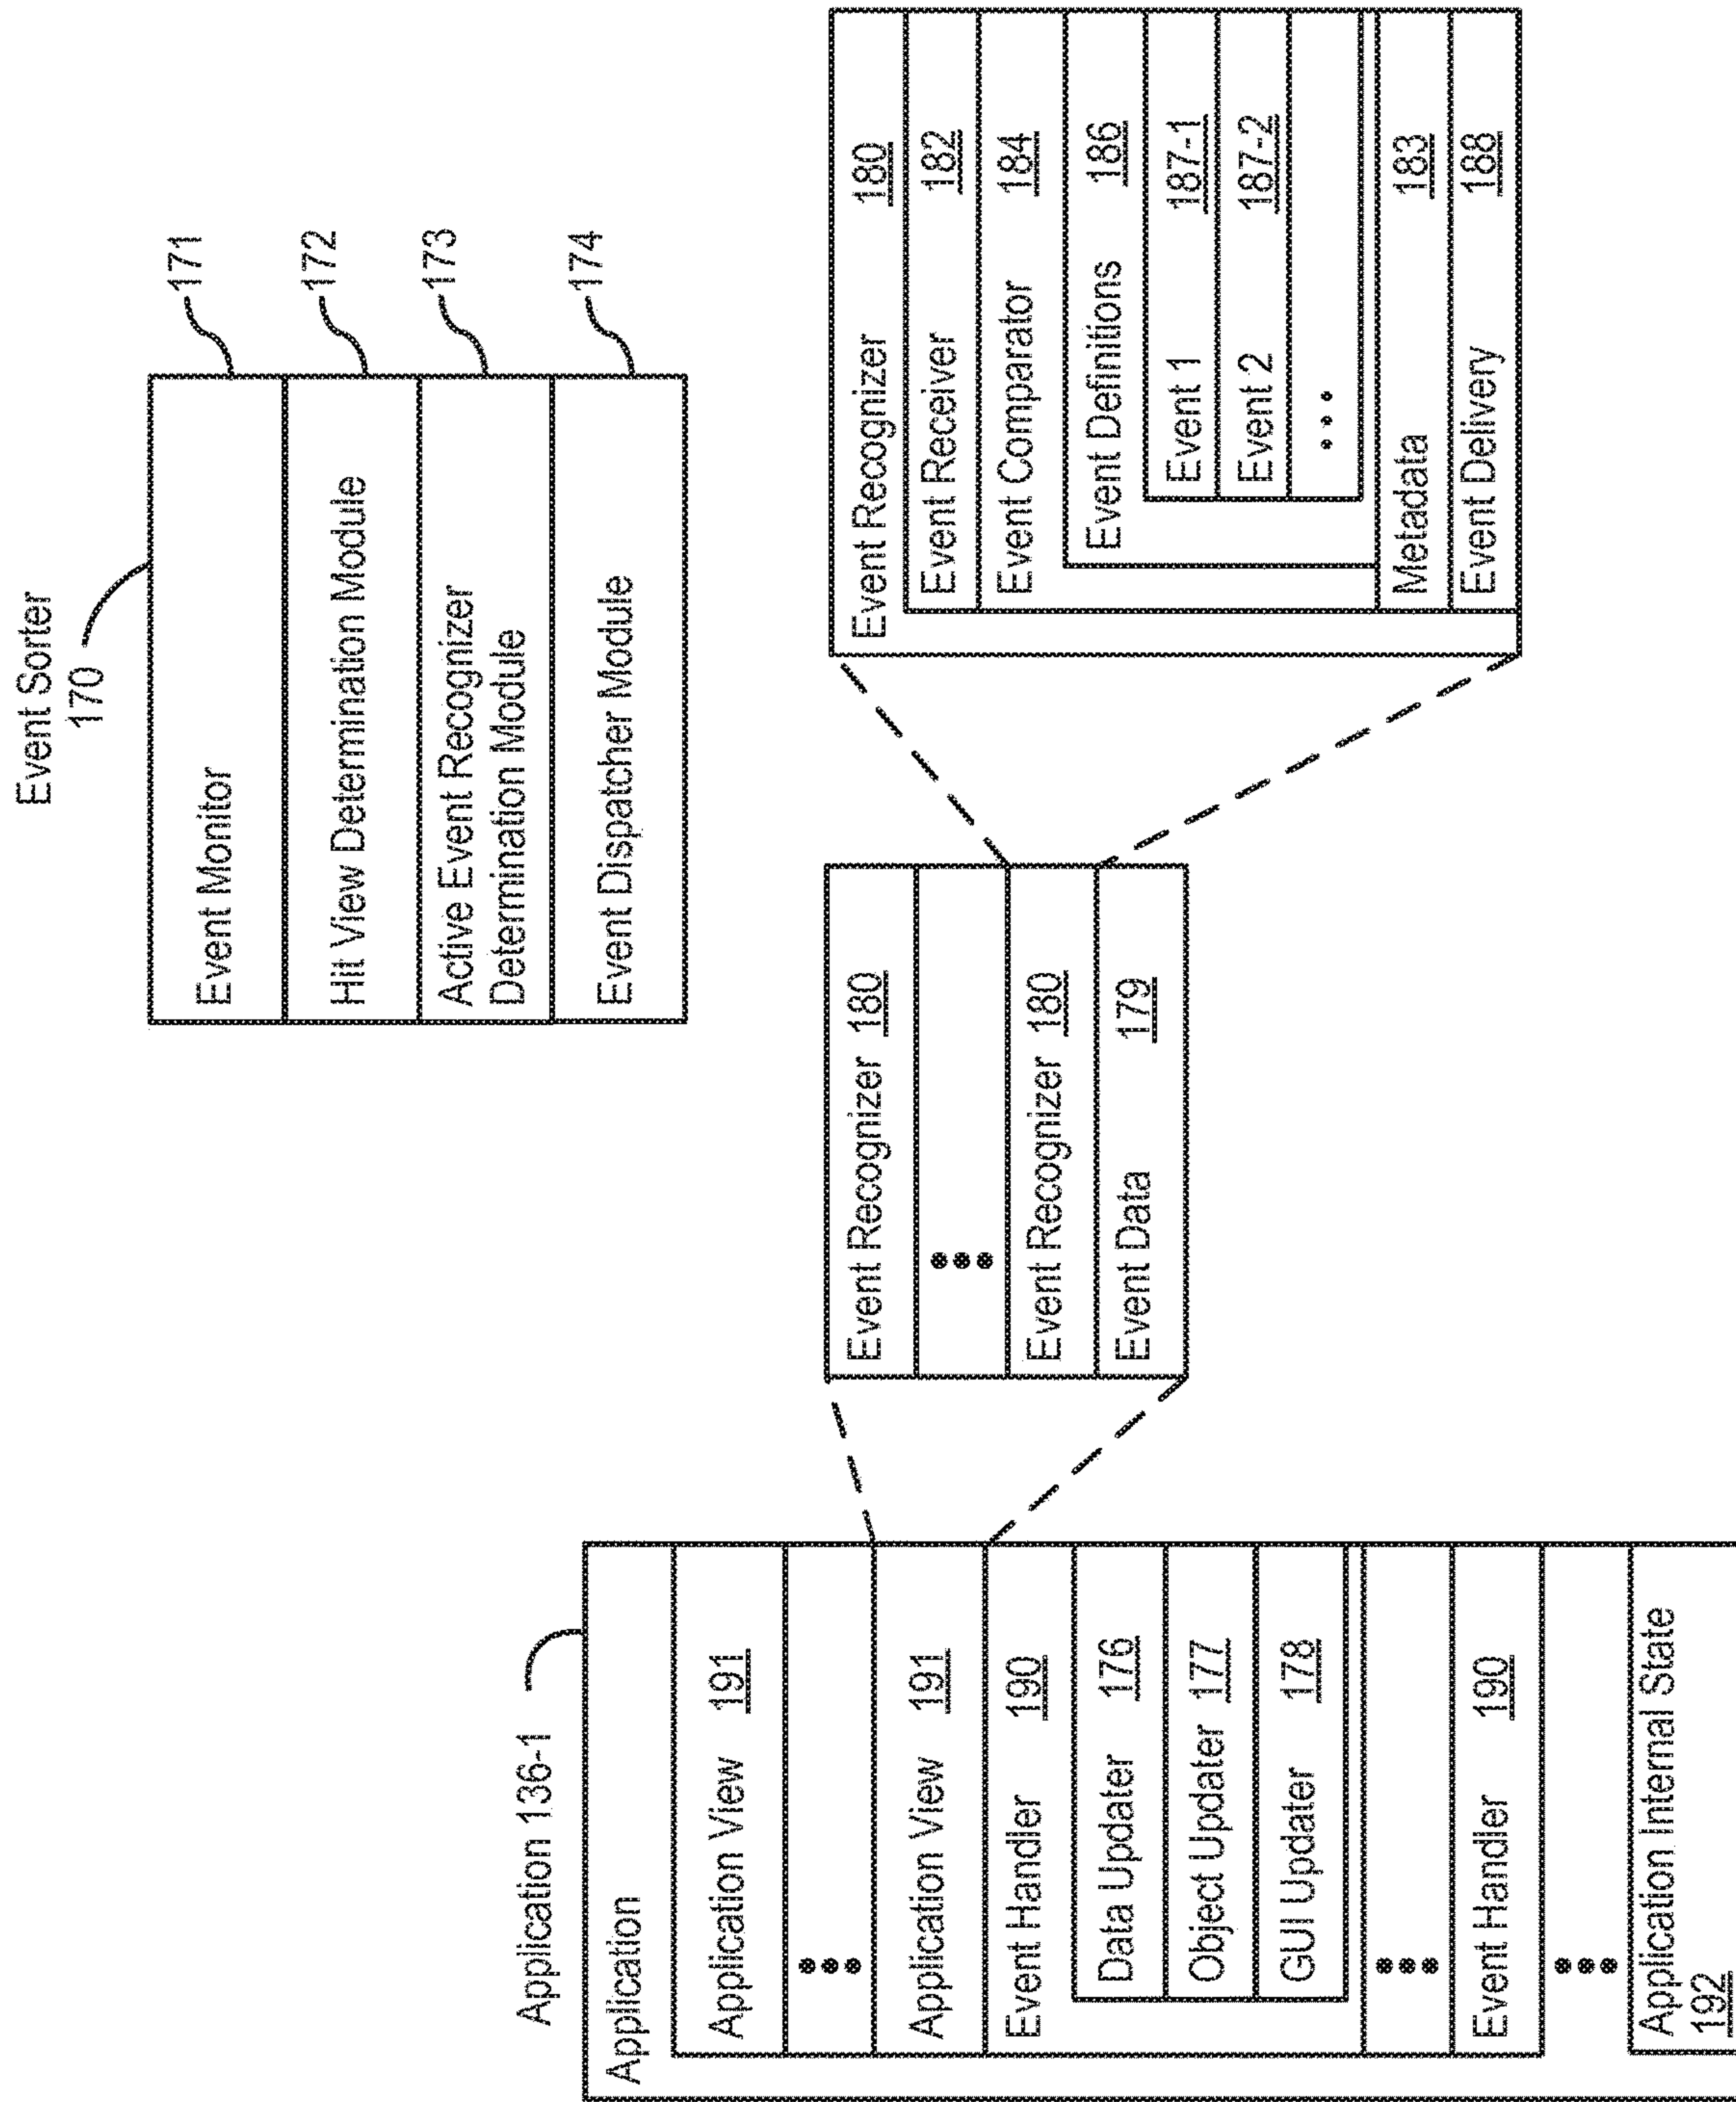 Event Sorter
170
Event Monitor
171
Hit View Determination Module
172
Active Event Recognizer
Determination Module
173
Event Dispatcher Module
174
Application 136-1
Application
Application View 191
Application View 191
Event Handler 190
Data Updater 176
Object Updater 177
GUI Updater 178
Event Handler 190
Application Internal State
192
Event Recognizer 180
Event Recognizer 180
Event Data 179
Event Recognizer 180
Event Receiver 182
Event Comparator 184
Event Definitions 186
Event 1 187-1
Event 2 187-2
Metadata 183
Event Delivery 188